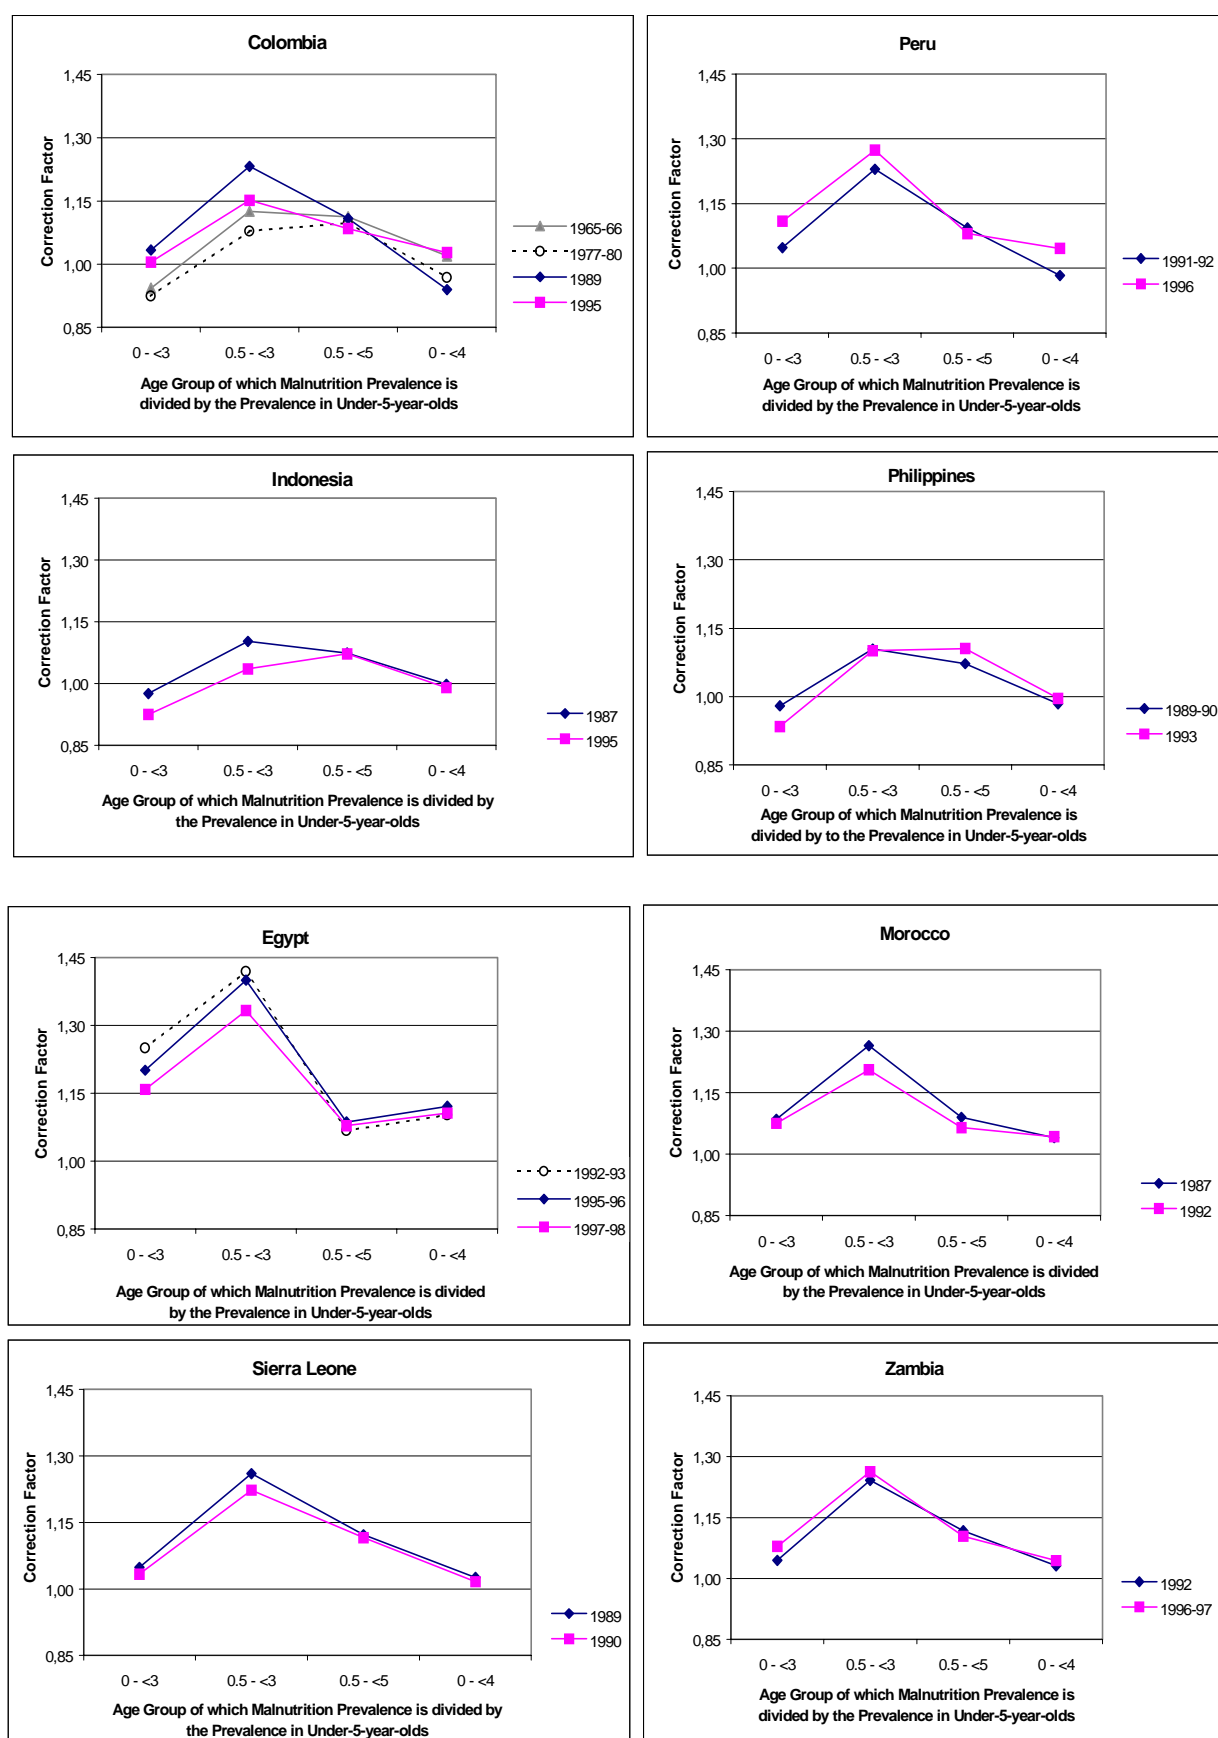 Colombia
1,45
1,30
1,15
1,00
0,85
Correction Factor
0 - <3 0.5 - <3 0.5 - <5 0 - <4
Age Group of which Malnutrition Prevalence is
divided by the Prevalence in Under-5-year-olds
1965-66
1977-80
1989
1995
Peru
1,45
1,30
1,15
1,00
0,85
Correction Factor
0 - <3 0.5 - <3 0.5 - <5 0 - <4
Age Group of which Malnutrition Prevalence is
divided by the Prevalence in Under-5-year-olds
1991-92
1996
Indonesia
1,45
1,30
1,15
1,00
0,85
Correction Factor
0 - <3 0.5 - <3 0.5 - <5 0 - <4
Age Group of which Malnutrition Prevalence is divided by
the Prevalence in Under-5-year-olds
1987
1995
Philippines
1,45
1,30
1,15
1,00
0,85
Correction Factor
0 - <3 0.5 - <3 0.5 - <5 0 - <4
Age Group of which Malnutrition Prevalence is
divided by to the Prevalence in Under-5-year-olds
1989-90
1993
Egypt
1,45
1,30
1,15
1,00
0,85
Correction Factor
0 - <3 0.5 - <3 0.5 - <5 0 - <4
Age Group of which Malnutrition Prevalence is divided
by the Prevalence in Under-5-year-olds
1992-93
1995-96
1997-98
Morocco
1,45
1,30
1,15
1,00
0,85
Correction Factor
0 - <3 0.5 - <3 0.5 - <5 0 - <4
Age Group of which Malnutrition Prevalence is divided
by the Prevalence in Under-5-year-olds
1987
1992
Sierra Leone
1,45
1,30
1,15
1,00
0,85
Correction Factor
0 - <3 0.5 - <3 0.5 - <5 0 - <4
Age Group of which Malnutrition Prevalence is divided by
the Prevalence in Under-5-year-olds
1989
1990
Zambia
1,45
1,30
1,15
1,00
0,85
Correction Factor
0 - <3 0.5 - <3 0.5 - <5 0 - <4
Age Group of which Malnutrition Prevalence is
divided by the Prevalence in Under-5-year-olds
1992
1996-97